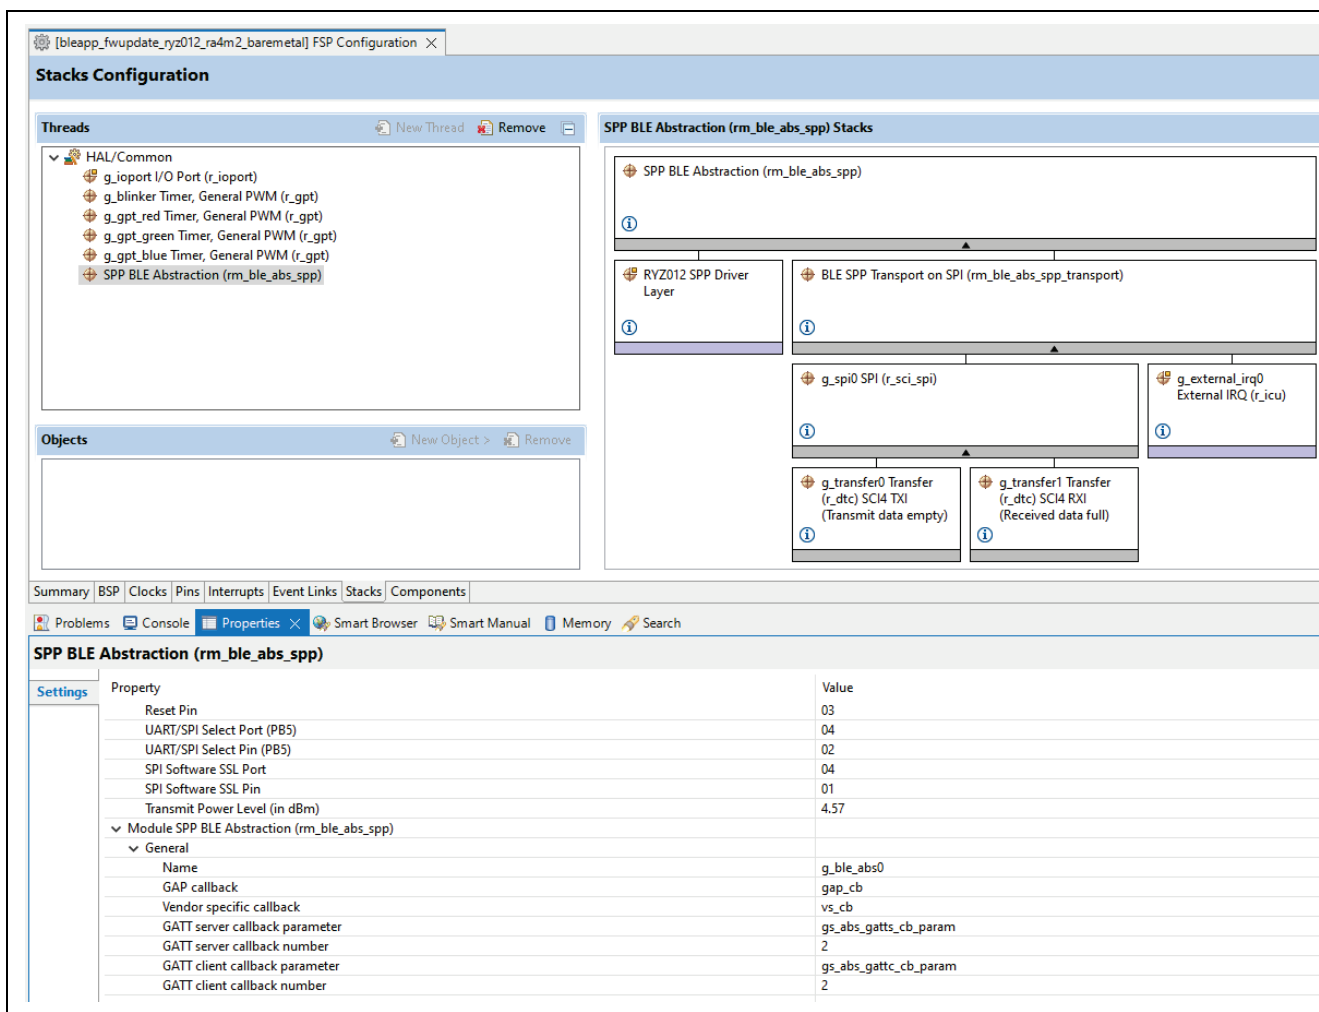 [bleapp_fwupdate_ryz012_ra4m2_baremetal] FSP Configuration
Stacks Configuration
Threads
New Thread
Remove
HAL/Common
g_ioport I/O Port (r_ioport)
g_blinker Timer, General PWM (r_gpt)
g_gpt_red Timer, General PWM (r_gpt)
g_gpt_green Timer, General PWM (r_gpt)
g_gpt_blue Timer, General PWM (r_gpt)
SPP BLE Abstraction (rm_ble_abs_spp)
Objects
New Object >
Remove
SPP BLE Abstraction (rm_ble_abs_spp) Stacks
SPP BLE Abstraction (rm_ble_abs_spp)
RYZ012 SPP Driver
Layer
BLE SPP Transport on SPI (rm_ble_abs_spp_transport)
g_spi0 SPI (r_sci_spi)
g_external_irq0
External IRQ (r_icu)
g_transfer0 Transfer
(r_dtc) SCI4 TXI
(Transmit data empty)
g_transfer1 Transfer
(r_dtc) SCI4 RXI
(Received data full)
Summary BSP Clocks Pins Interrupts Event Links Stacks Components
Problems Console Properties Smart Browser Smart Manual Memory Search
SPP BLE Abstraction (rm_ble_abs_spp)
Settings
Property Value
Reset Pin 03
UART/SPI Select Port (PB5) 04
UART/SPI Select Pin (PB5) 02
SPI Software SSL Port 04
SPI Software SSL Pin 01
Transmit Power Level (in dBm) 4.57
Module SPP BLE Abstraction (rm_ble_abs_spp)
General
Name g_ble_abs0
GAP callback gap_cb
Vendor specific callback vs_cb
GATT server callback parameter gs_abs_gatts_cb_param
GATT server callback number 2
GATT client callback parameter gs_abs_gattc_cb_param
GATT client callback number 2